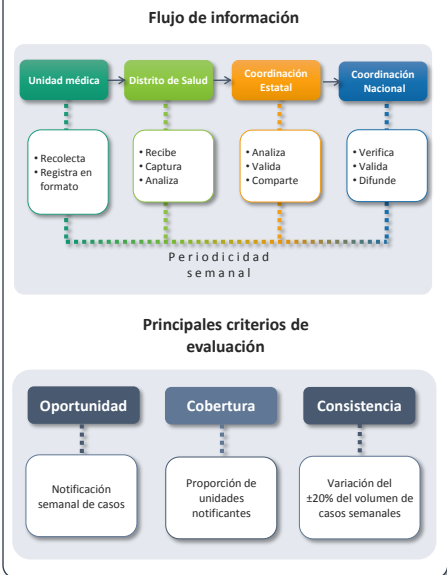 Flujo de información
Unidad médica
Distrito de Salud
Coordinación
Estatal
Coordinación
Nacional
• Recolecta
• Registra en
formato
• Recibe
• Captura
• Analiza
• Analiza
• Valida
• Comparte
• Verifica
• Valida
• Difunde
Periodicidad
semanal
Principales criterios de
evaluación
Oportunidad
Cobertura
Consistencia
Notificación
semanal de casos
Proporción de
unidades
notificantes
Variación del
±20% del volumen de
casos semanales